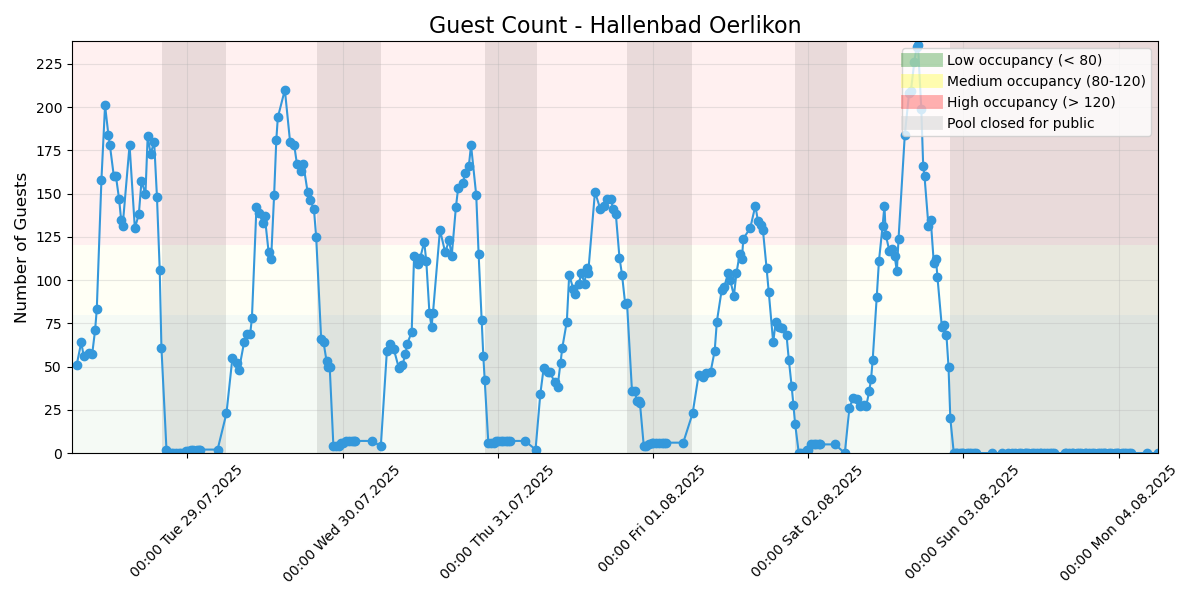 Guest Count - Hallenbad Oerlikon
Low occupancy (< 80)
Medium occupancy (80-120)
High occupancy (> 120)
Pool closed for public
Number of Guests
225
200
175
150
125
100
75
50
25
0
00:00 Tue 29.07.2025
00:00 Wed 30.07.2025
00:00 Thu 31.07.2025
00:00 Fri 01.08.2025
00:00 Sat 02.08.2025
00:00 Sun 03.08.2025
00:00 Mon 04.08.2025